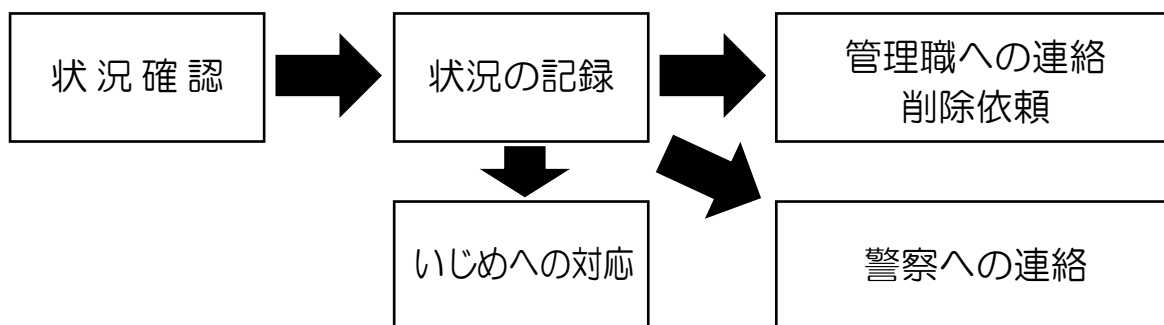 状況確認
状況の記録
管理職への連絡
削除依頼
いじめへの対応
警察への連絡